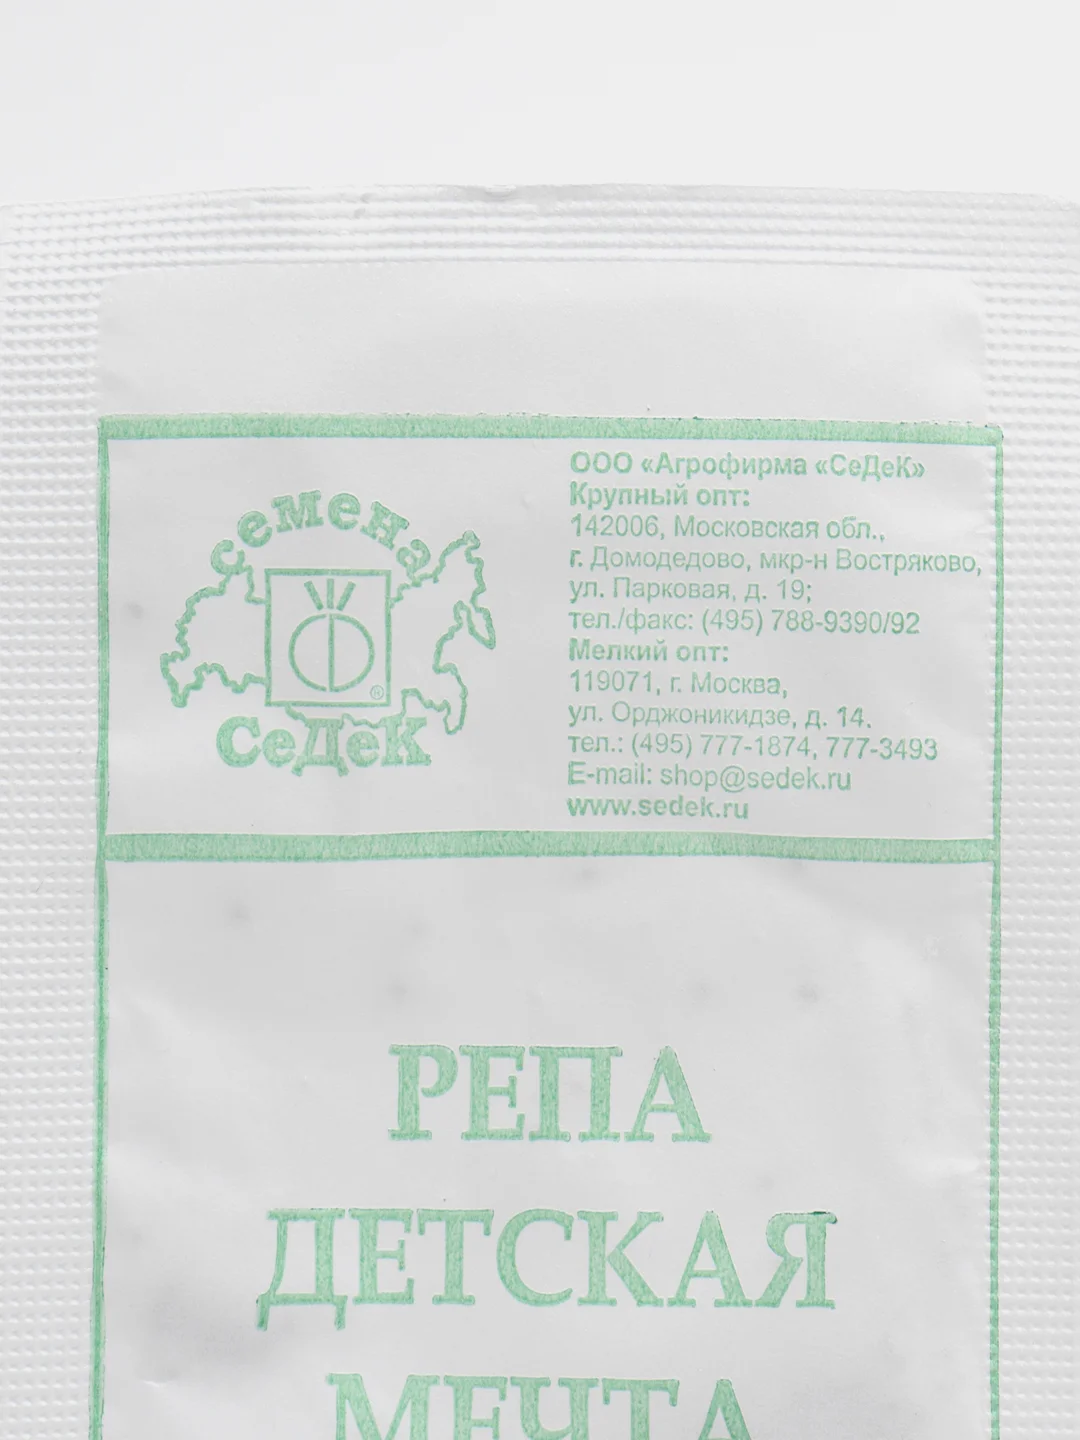 семена
СеДеК
®
ООО «Агрофирма «СеДеК»
Крупный опт:
142006, Московская обл.,
г. Домодедово, мкр-н Востряково,
ул. Парковая, д. 19;
тел./факс: (495) 788-9390/92
Мелкий опт:
119071, г. Москва,
ул. Орджоникидзе, д. 14.
тел.: (495) 777-1874, 777-3493
E-mail: shop@sedek.ru
www.sedek.ru
РЕПА
ДЕТСКАЯ
МЕЧТА